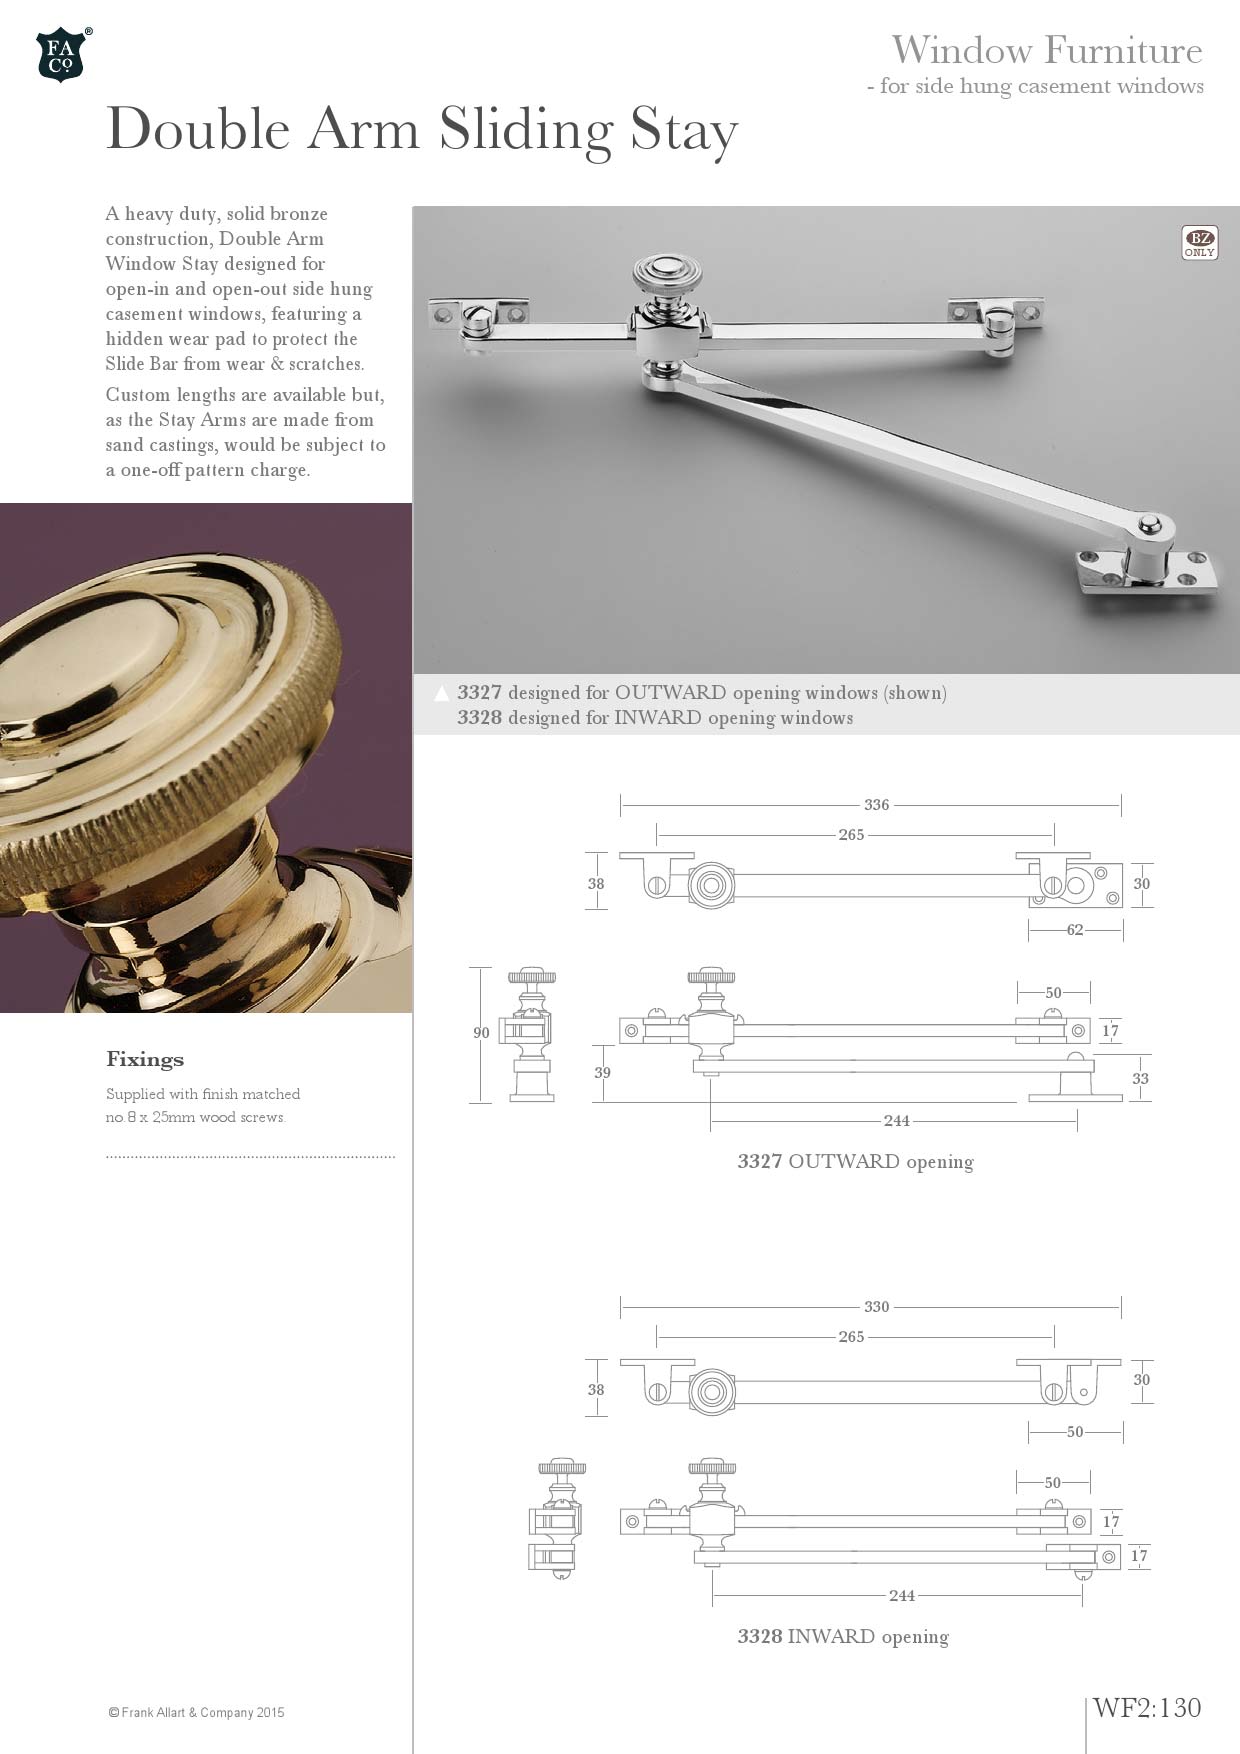 FA
Co.
®
Window Furniture
- for side hung casement windows
Double Arm Sliding Stay
A heavy duty, solid bronze
construction, Double Arm
Window Stay designed for
open-in and open-out side hung
casement windows, featuring a
hidden wear pad to protect the
Slide Bar from wear & scratches.
Custom lengths are available but,
as the Stay Arms are made from
sand castings, would be subject to
a one-off pattern charge.
BZ
ONLY
3327 designed for OUTWARD opening windows (shown)
3328 designed for INWARD opening windows
336
265
38
30
62
50
90
17
39
33
244
3327 OUTWARD opening
Fixings
Supplied with finish matched
no.8 x 25mm wood screws.
330
265
38
30
50
50
17
17
244
3328 INWARD opening
© Frank Allart & Company 2015
WF2:130